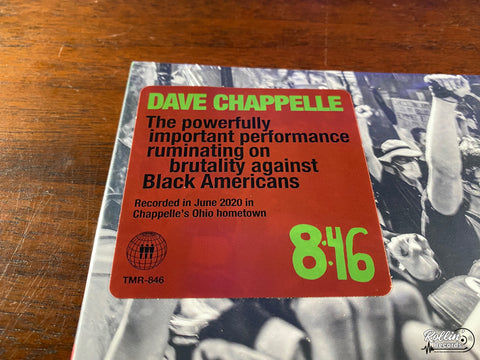 DAVE CHAPPELLE
The powerfully
important performance
ruminating on
brutality against
Black Americans
Recorded in June 2020 in
Chappelle's Ohio hometown
8:46
TMR-846
Rollin'
Records